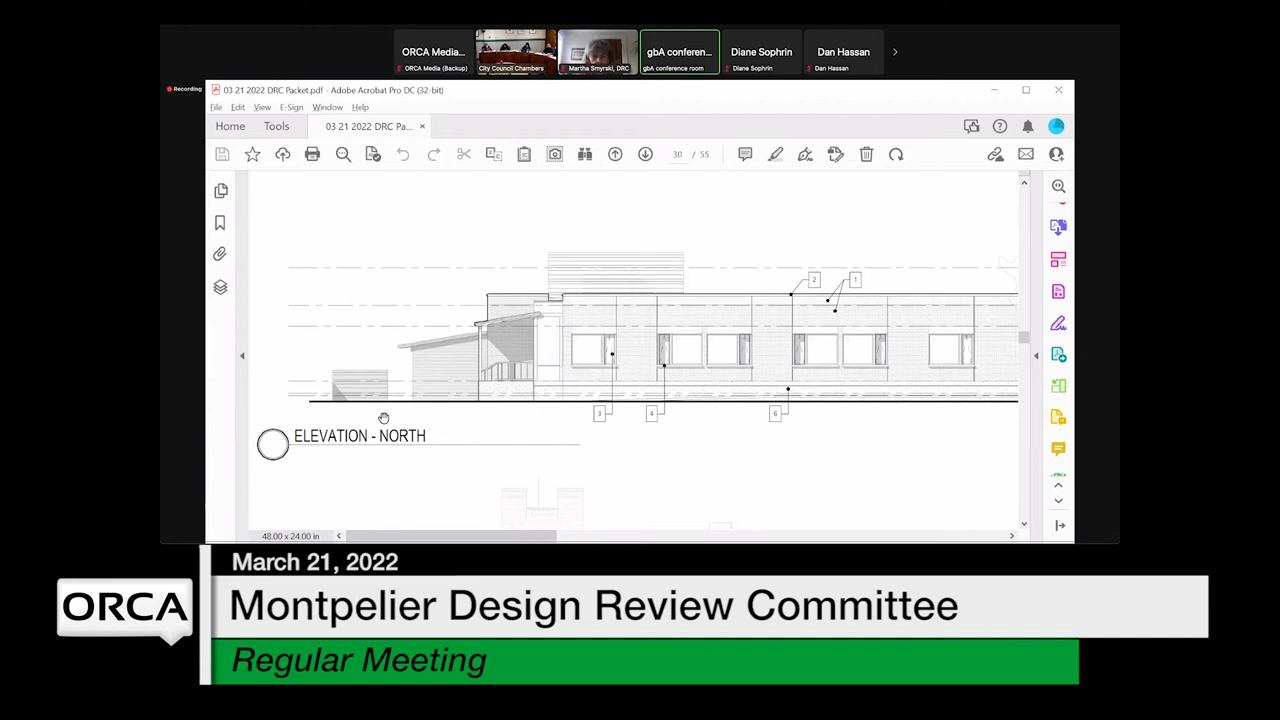 ORCA Media...
ORCA Media (Backup)
City Council Chambers
Martha Smyrski, DRC
gbA conferen...
gbA conference room
Diane Sophrin
Diane Sophrin
Dan Hassan
Dan Hassan
Recording
03 21 2022 DRC Packet.pdf - Adobe Acrobat Pro DC (32-bit)
File Edit View E-Sign Window Help
Home Tools 03 21 2022 DRC Pa... ×
30 / 55
2 1
3 4 6
ELEVATION - NORTH
48.00 x 24.00 in
March 21, 2022
ORCA
Montpelier Design Review Committee
Regular Meeting